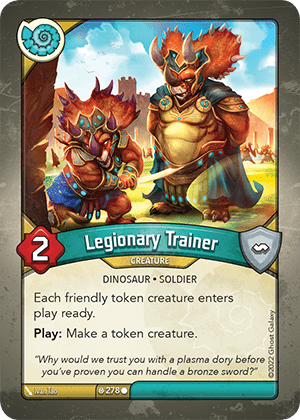 2
Legionary Trainer
CREATURE
DINOSAUR • SOLDIER
Each friendly token creature enters
play ready.
Play: Make a token creature.
“Why would we trust you with a plasma dory before
you’ve proven you can handle a bronze sword?”
Ivan Tao
278
©2022 Ghost Galaxy